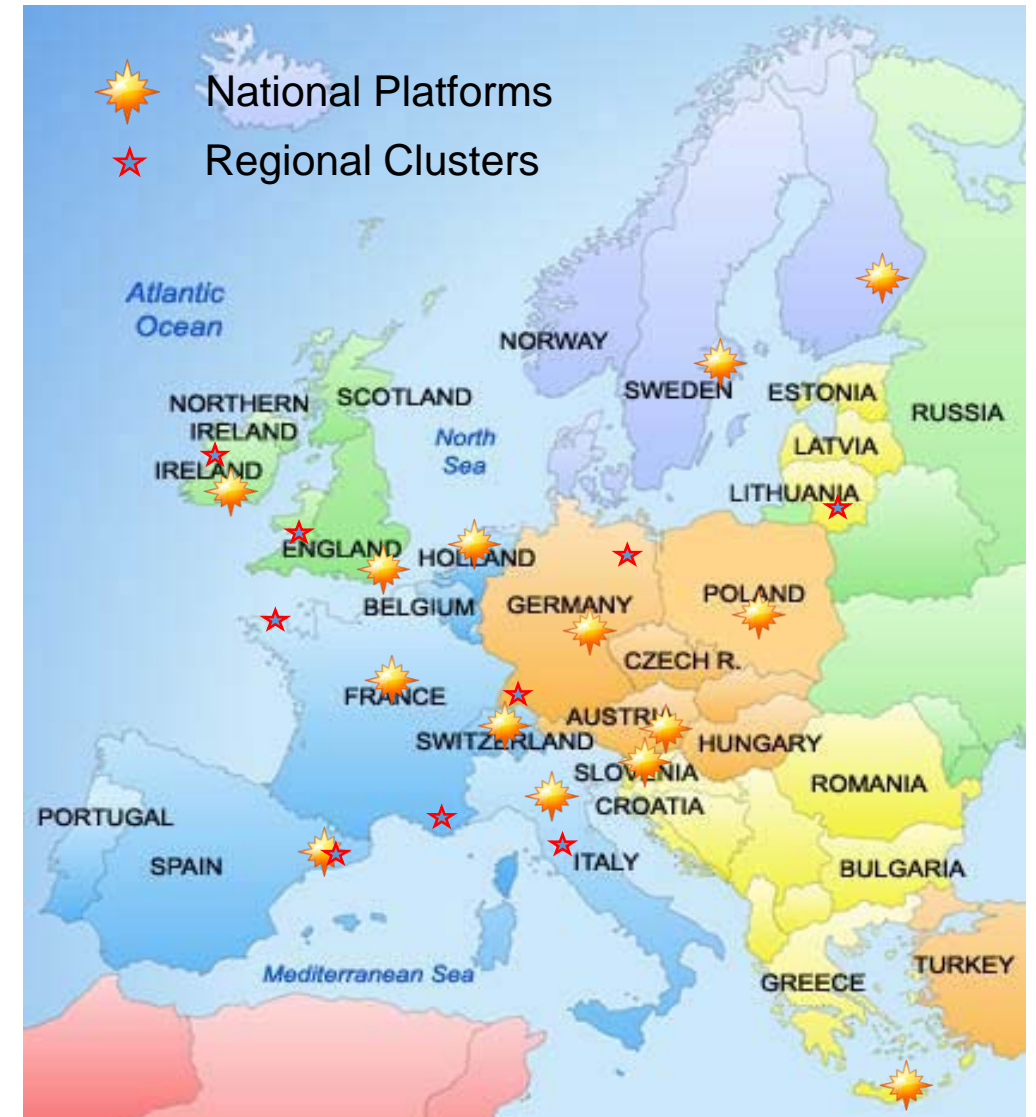 National Platforms
Regional Clusters
Atlantic
Ocean
NORWAY
SWEDEN
ESTONIA
RUSSIA
SCOTLAND
NORTHERN
IRELAND
North
Sea
LATVIA
IRELAND
LITHUANIA
ENGLAND
HOLLAND
BELGIUM
GERMANY
POLAND
CZECH R.
FRANCE
AUSTRIA
SWITZERLAND
HUNGARY
SLOVENIA
ROMANIA
CROATIA
PORTUGAL
SPAIN
ITALY
BULGARIA
Mediterranean Sea
GREECE
TURKEY